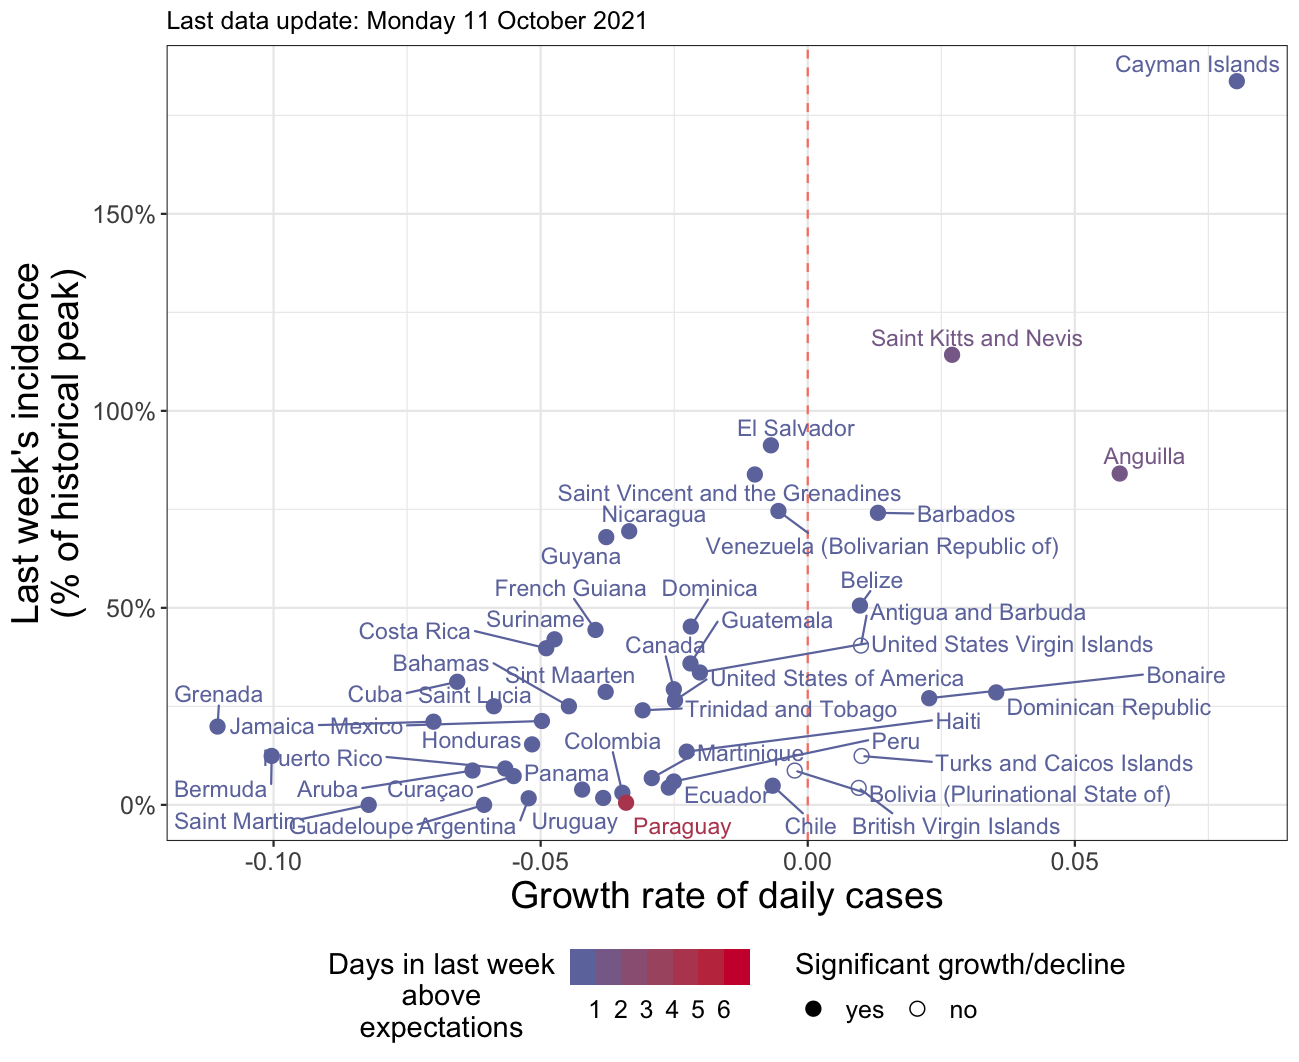 Last data update: Monday 11 October 2021
Last week's incidence
(% of historical peak)
150%
100%
50%
0%
Cayman Islands
Saint Kitts and Nevis
El Salvador
Anguilla
Saint Vincent and the Grenadines
Nicaragua
Barbados
Guyana
Venezuela (Bolivarian Republic of)
French Guiana
Dominica
Belize
Suriname
Guatemala
Antigua and Barbuda
Costa Rica
Canada
United States Virgin Islands
Bahamas
Sint Maarten
United States of America
Bonaire
Grenada
Cuba
Saint Lucia
Trinidad and Tobago
Dominican Republic
Jamaica
Mexico
Haiti
Honduras
Colombia
Peru
Puerto Rico
Martinique
Turks and Caicos Islands
Panama
Bermuda
Aruba
Curaçao
Ecuador
Bolivia (Plurinational State of)
Saint Martin
Guadeloupe
Argentina
Uruguay
Paraguay
Chile
British Virgin Islands
-0.10
-0.05
0.00
0.05
Growth rate of daily cases
Days in last week
above
expectations
1 2 3 4 5 6
Significant growth/decline
yes
no